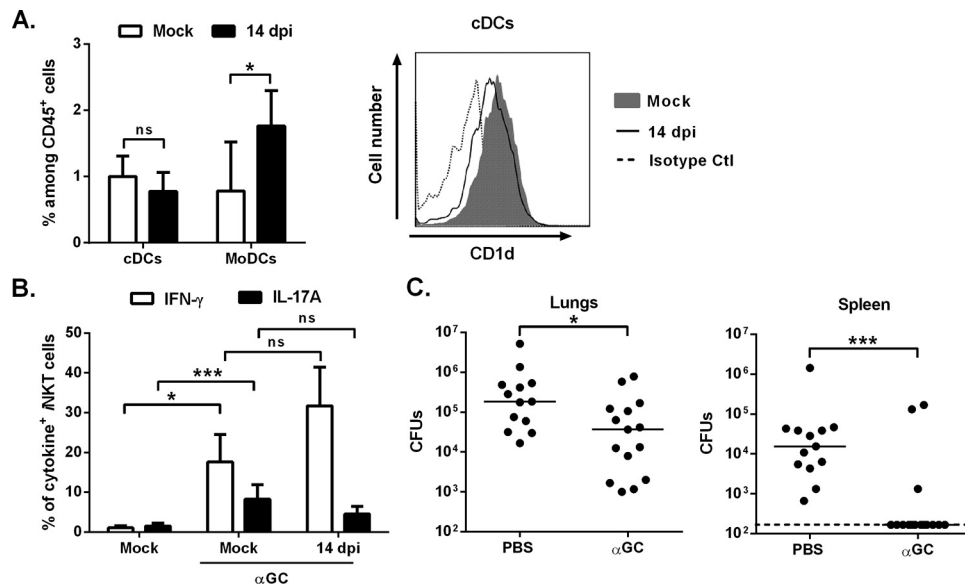 A.
Mock 14 dpi
% among CD45+ cells
3
2
1
0
ns
*
cDCs MoDCs
cDCs
Cell number
CD1d
Mock
14 dpi
Isotype Ctl
B.
IFN-γ IL-17A
% of cytokine+ iNKT cells
50
40
30
20
10
0
ns
ns
***
*
Mock Mock 14 dpi
αGC
C.
Lungs
CFUs
10⁷
10⁶
10⁵
10⁴
10³
10²
*
PBS αGC
Spleen
CFUs
10⁷
10⁶
10⁵
10⁴
10³
10²
***
PBS αGC